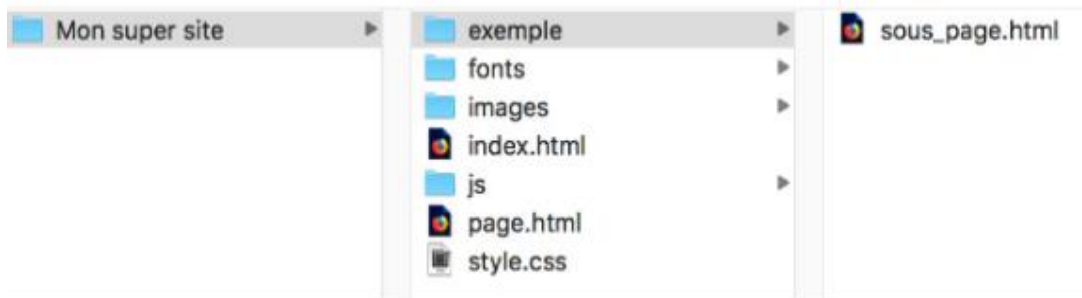 Mon super site
exemple
fonts
images
index.html
js
page.html
style.css
sous_page.html